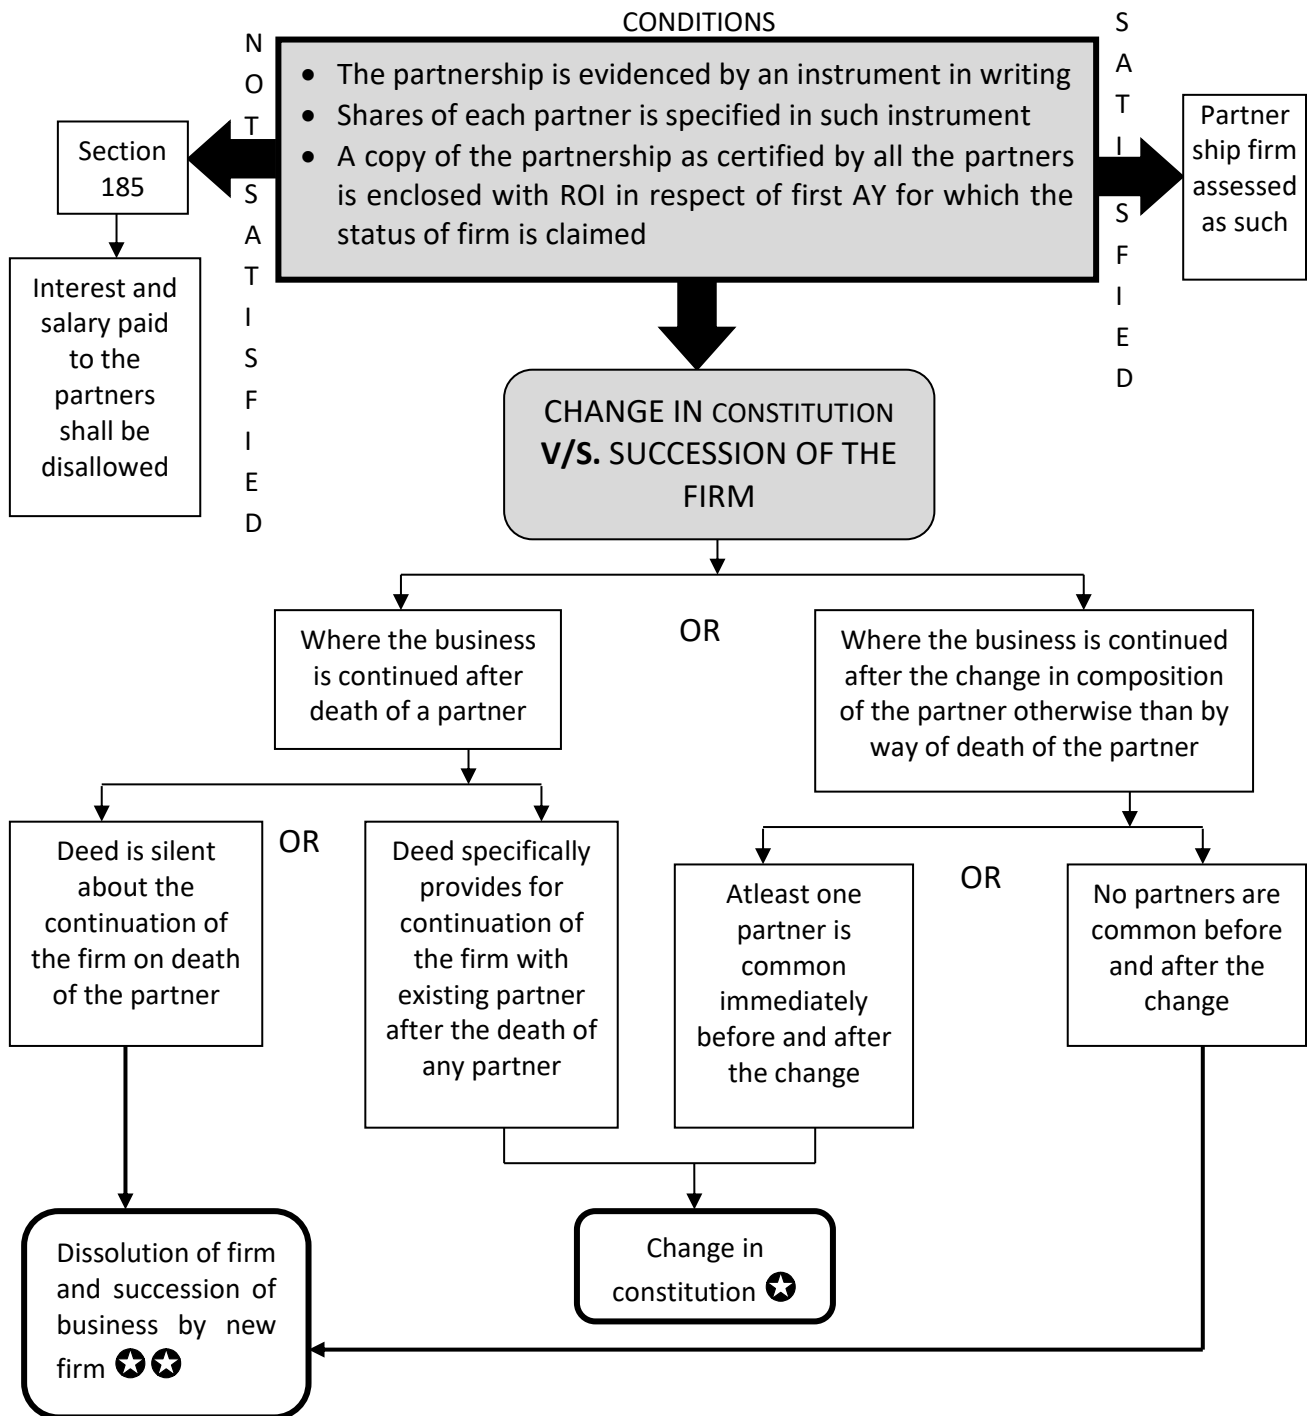 CONDITIONS
NOT SATISFIED
SATISFIED
• The partnership is evidenced by an instrument in writing
• Shares of each partner is specified in such instrument
• A copy of the partnership as certified by all the partners
is enclosed with ROI in respect of first AY for which the
status of firm is claimed
Section
185
Partner
ship firm
assessed
as such
Interest and
salary paid
to the
partners
shall be
disallowed
CHANGE IN CONSTITUTION
V/S. SUCCESSION OF THE
FIRM
Where the business
is continued after
death of a partner
OR
Where the business is continued
after the change in composition
of the partner otherwise than by
way of death of the partner
Deed is silent
about the
continuation of
the firm on death
of the partner
OR
Deed specifically
provides for
continuation of
the firm with
existing partner
after the death of
any partner
Atleast one
partner is
common
immediately
before and after
the change
OR
No partners are
common before
and after the
change
Dissolution of firm
and succession of
business by new
firm ✪✪
Change in
constitution ✪